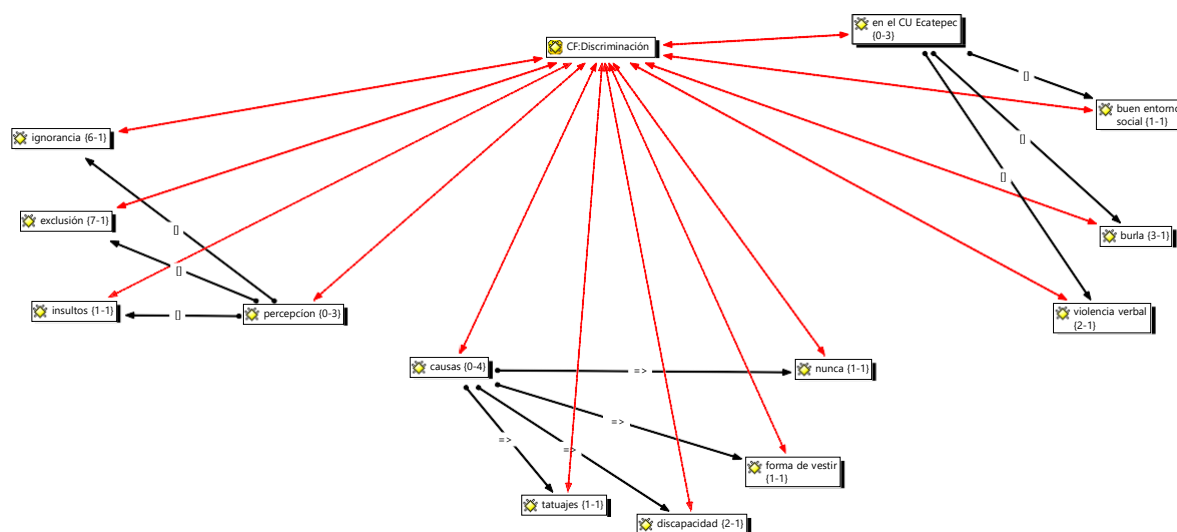 en el CU Ecatepec
{0-3}
CF:Discriminación
[]
buen entorno
social {1-1}
ignorancia {6-1}
[]
[]
exclusión {7-1}
[]
burla {3-1}
[]
insultos {1-1}
[]
percepcion {0-3}
violencia verbal
{2-1}
causas {0-4}
=>
nunca {1-1}
=>
=>
=>
forma de vestir
{1-1}
tatuajes {1-1}
discapacidad {2-1}